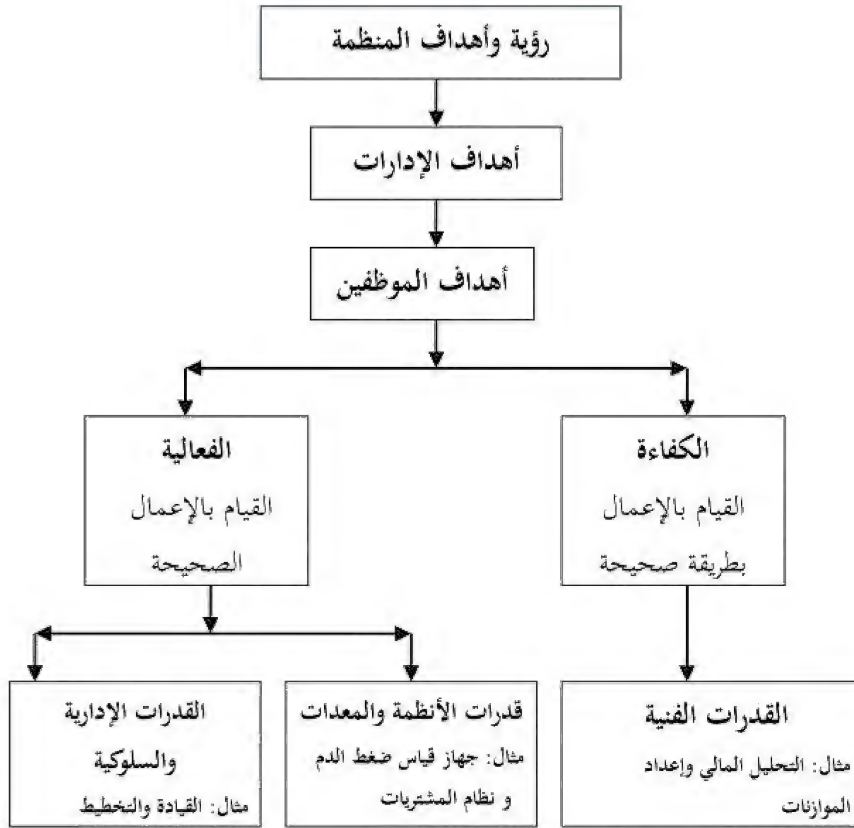 رؤية وأهداف المنظمة
أهداف الإدارات
أهداف الموظفين
الكفاءة
القيام بالإعمال
بطريقة صحيحة
الفعالية
القيام بالإعمال
الصحيحة
القدرات الفنية
مثال: التحليل المالي وإعداد
الموازنات
قدرات الأنظمة والمعدات
مثال: جهاز قياس ضغط الدم
و نظام المشتريات
القدرات الإدارية
والسلوكية
مثال: القيادة والتخطيط